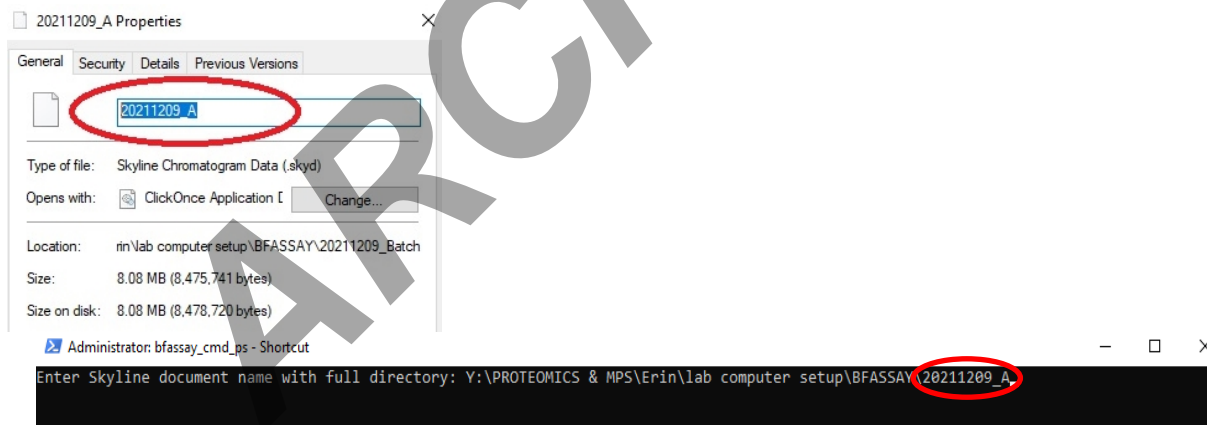 20211209_A Properties
General Security Details Previous Versions
20211209_A
Type of file: Skyline Chromatogram Data (.skyd)
Opens with: ClickOnce Application D Change...
Location: rin\lab computer setup\BFASSAY\20211209_Batch
Size: 8.08 MB (8,475,741 bytes)
Size on disk: 8.08 MB (8,478,720 bytes)
Administrator: bfassay_cmd_ps - Shortcut
Enter Skyline document name with full directory: Y:\PROTEOMICS & MPS\Erin\lab computer setup\BFASSAY\20211209_A